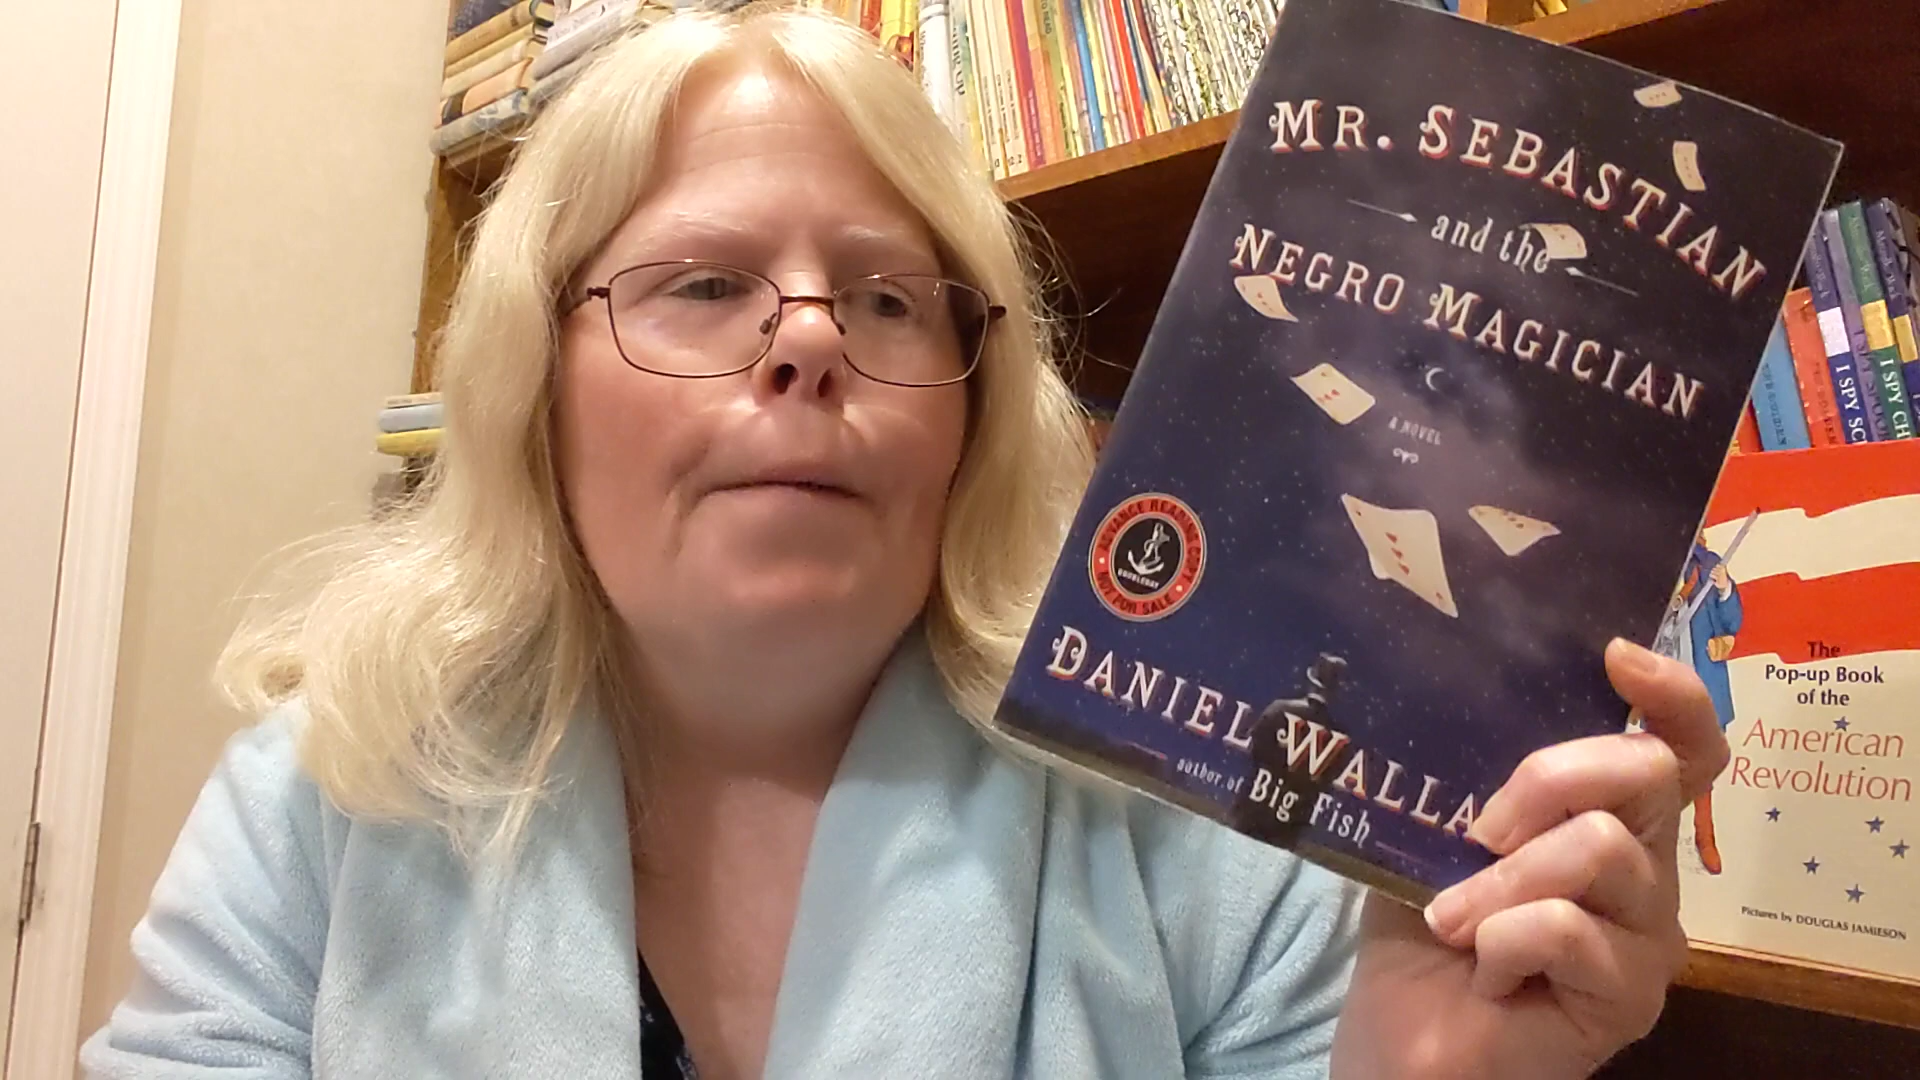 MR. SEBASTIAN
and the
NEGRO MAGICIAN
A NOVEL
ADVANCE READING COPY
DOUBLEDAY
NOT FOR SALE
DANIEL WALLA
author of Big Fish
I SPY
I SPY
The
Pop-up Book
of the
American
Revolution
Pictures by DOUGLAS JAMIESON